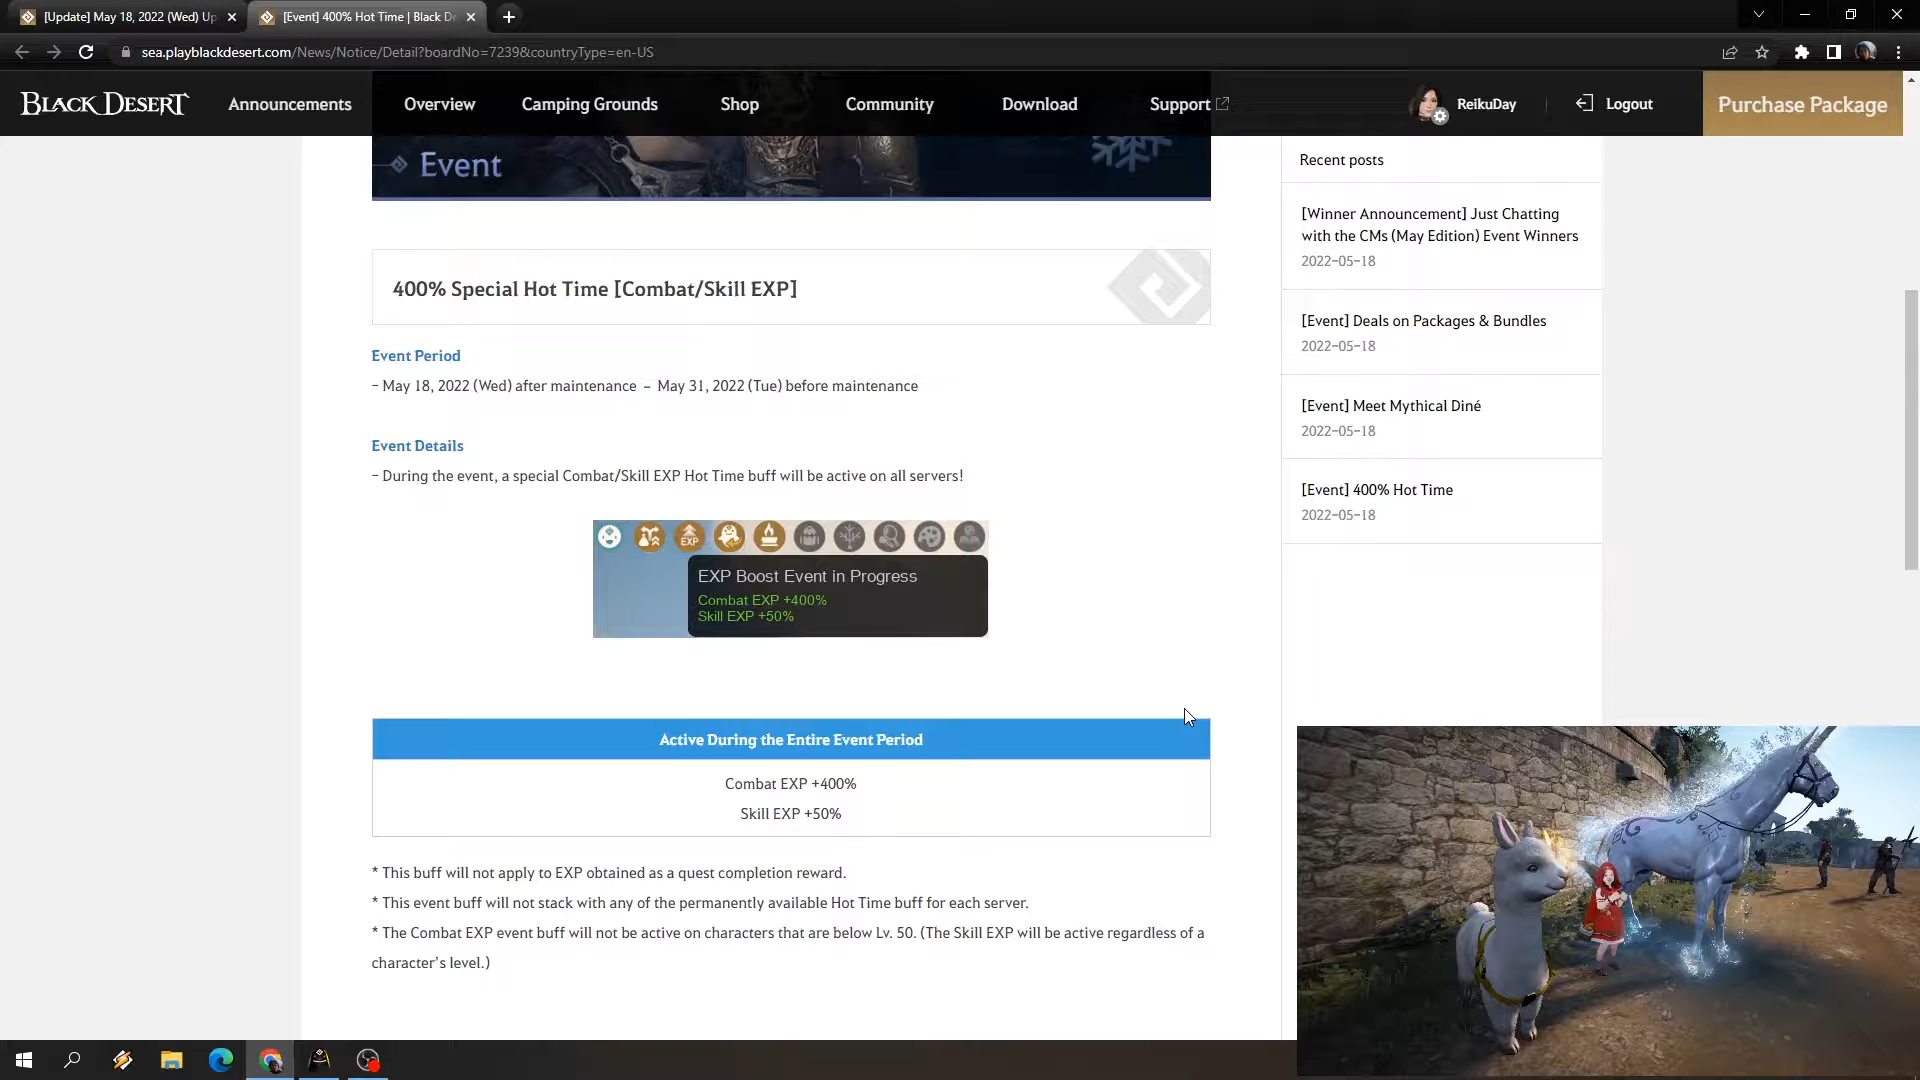 [Update] May 18, 2022 (Wed) Up
[Event] 400% Hot Time | Black De
sea.playblackdesert.com/News/Notice/Detail?boardNo=7239&countryType=en-US
BLACK DESERT
Announcements
Overview
Camping Grounds
Shop
Community
Download
Support
ReikuDay
Logout
Purchase Package
Event
400% Special Hot Time [Combat/Skill EXP]
Event Period
- May 18, 2022 (Wed) after maintenance - May 31, 2022 (Tue) before maintenance
Event Details
- During the event, a special Combat/Skill EXP Hot Time buff will be active on all servers!
EXP
EXP Boost Event in Progress
Combat EXP +400%
Skill EXP +50%
Active During the Entire Event Period
Combat EXP +400%
Skill EXP +50%
* This buff will not apply to EXP obtained as a quest completion reward.
* This event buff will not stack with any of the permanently available Hot Time buff for each server.
* The Combat EXP event buff will not be active on characters that are below Lv. 50. (The Skill EXP will be active regardless of a
character's level.)
Recent posts
[Winner Announcement] Just Chatting
with the CMs (May Edition) Event Winners
2022-05-18
[Event] Deals on Packages & Bundles
2022-05-18
[Event] Meet Mythical Diné
2022-05-18
[Event] 400% Hot Time
2022-05-18